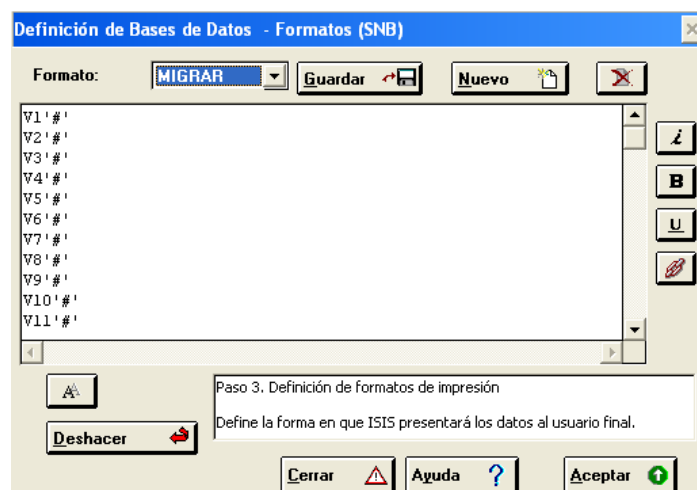 Definición de Bases de Datos - Formatos (SNB)
Formato: MIGRAR Guardar Nuevo
V1'#'
V2'#'
V3'#'
V4'#'
V5'#'
V6'#'
V7'#'
V8'#'
V9'#'
V10'#'
V11'#'
i
B
U
A
Paso 3. Definición de formatos de impresión
Define la forma en que ISIS presentará los datos al usuario final.
Deshacer
Cerrar Ayuda ? Aceptar